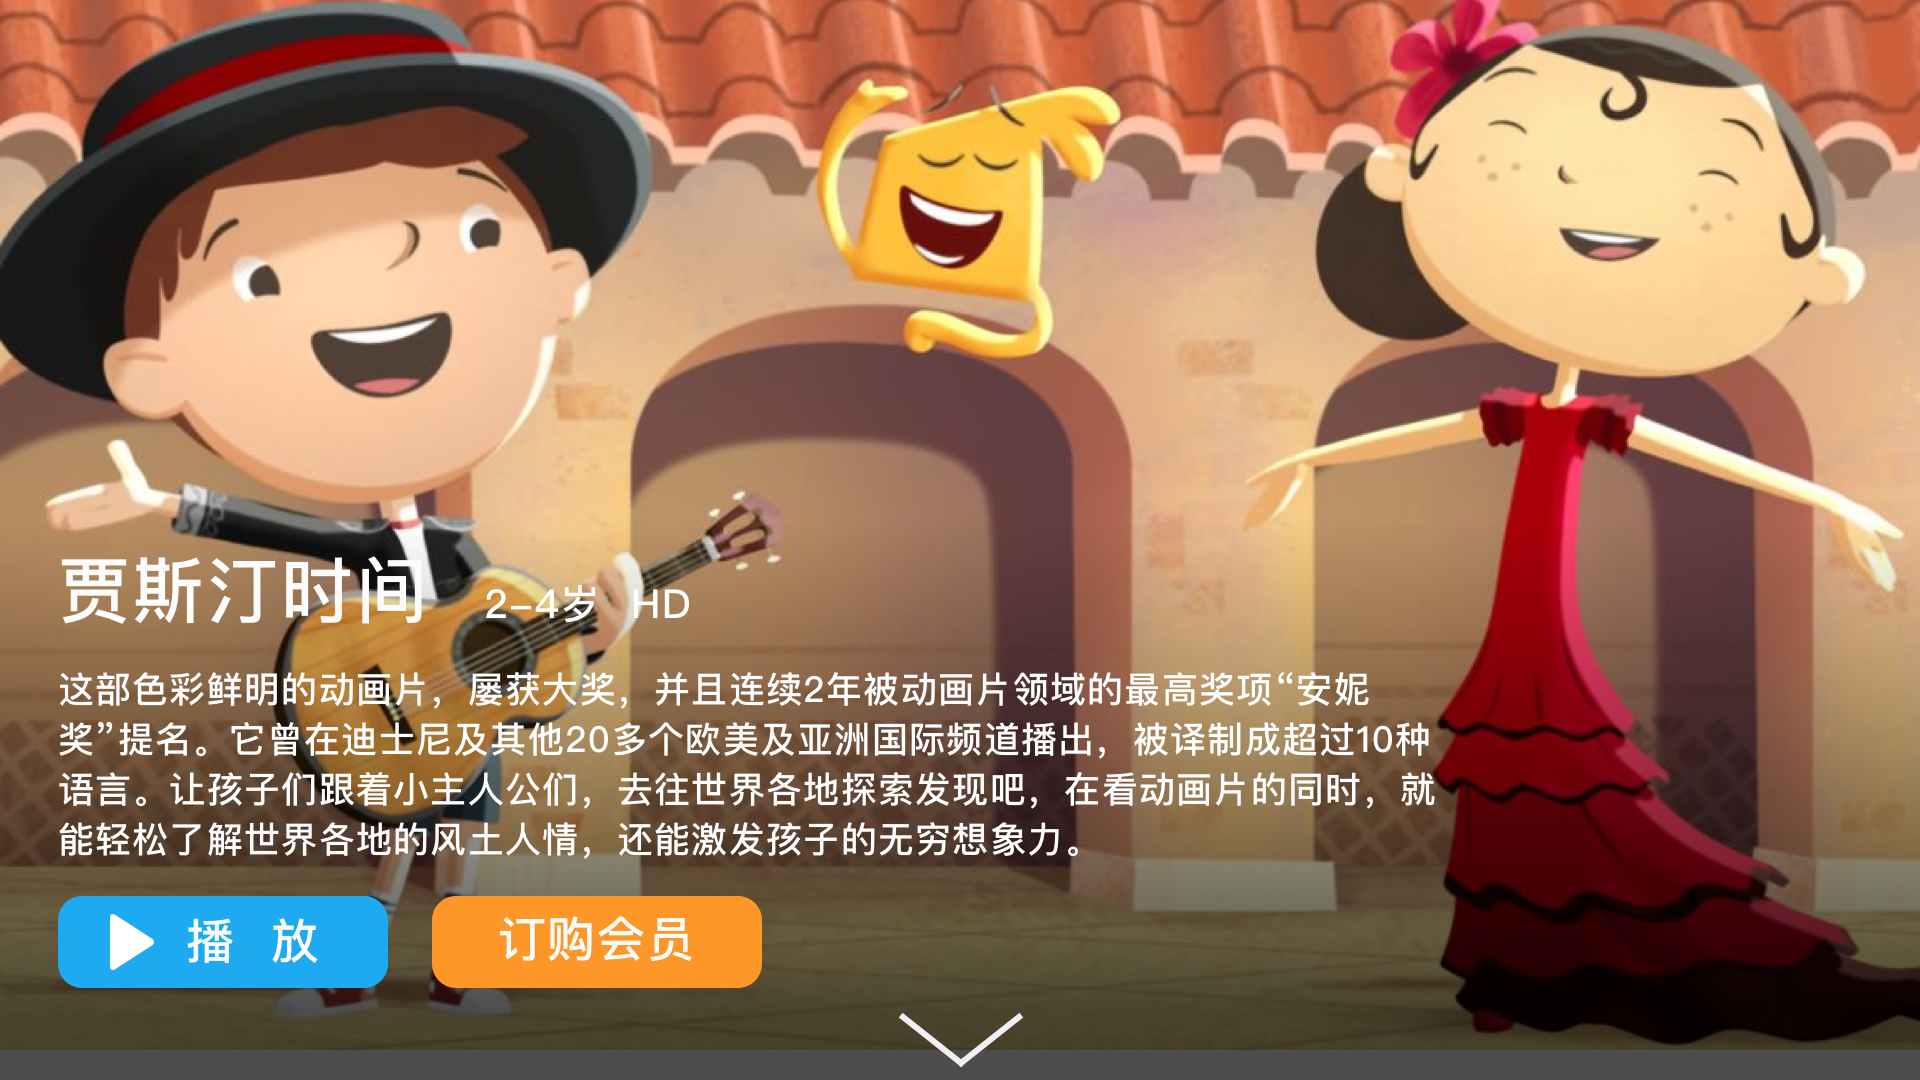 贾斯汀时间 2-4岁 HD
这部色彩鲜明的动画片，屡获大奖，并且连续2年被动画片领域的最高奖项“安妮
奖”提名。它曾在迪士尼及其他20多个欧美及亚洲国际频道播出，被译制成超过10种
语言。让孩子们跟着小主人公们，去往世界各地探索发现吧，在看动画片的同时，就
能轻松了解世界各地的风土人情，还能激发孩子的无穷想象力。
播 放 订购会员